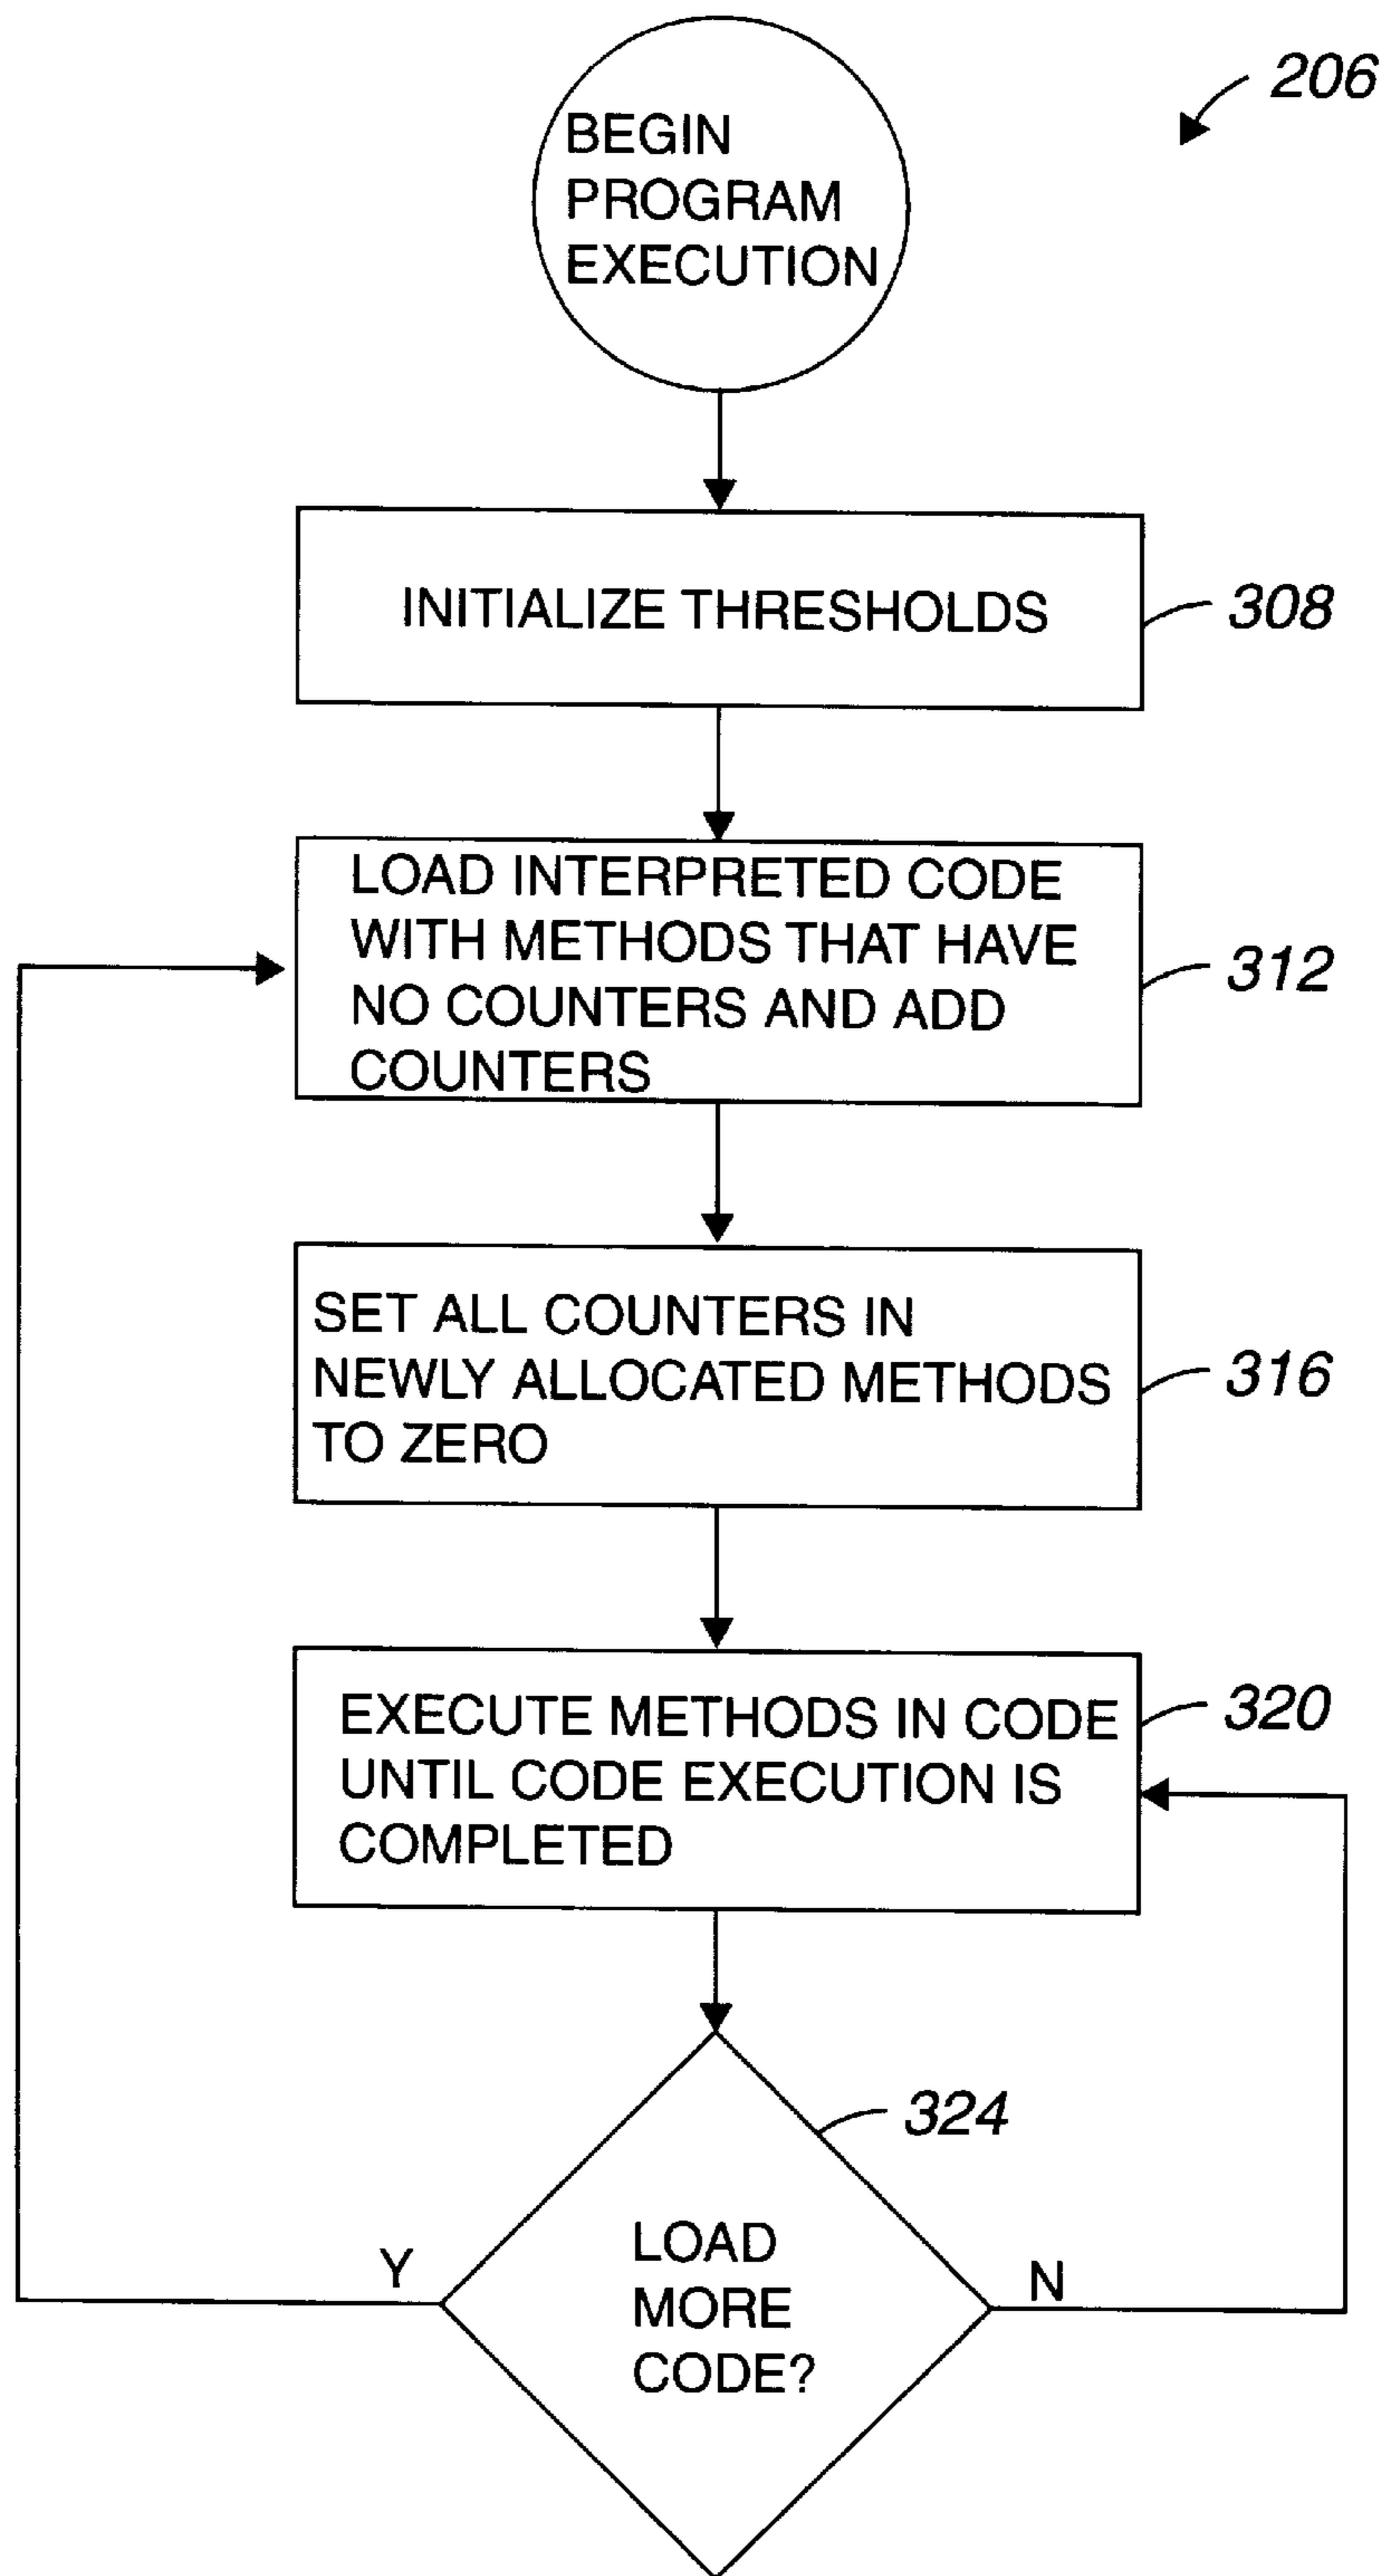 206
BEGIN
PROGRAM
EXECUTION
INITIALIZE THRESHOLDS
308
LOAD INTERPRETED CODE
WITH METHODS THAT HAVE
NO COUNTERS AND ADD
COUNTERS
312
SET ALL COUNTERS IN
NEWLY ALLOCATED METHODS
TO ZERO
316
EXECUTE METHODS IN CODE
UNTIL CODE EXECUTION IS
COMPLETED
320
324
LOAD
MORE
CODE?
Y
N